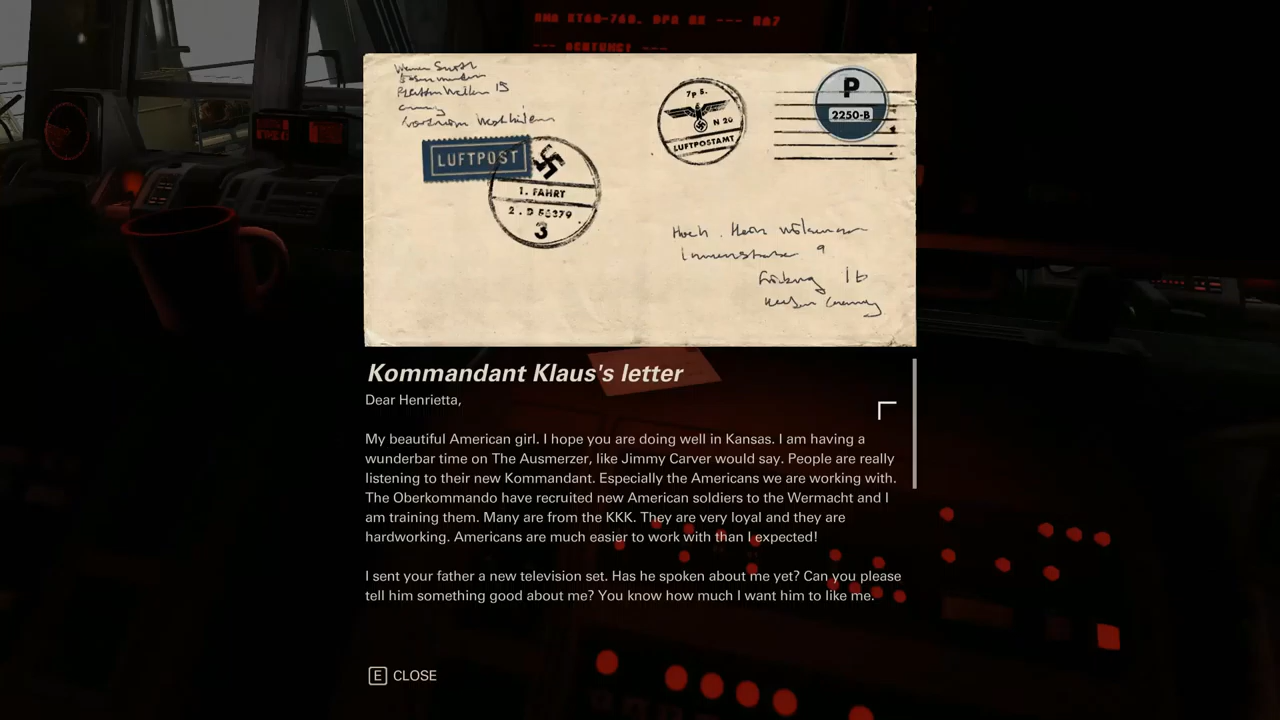 --- ACHTUNG! ---
LUFTPOST
1. FAHRT
2. D 55379
3
7p 5.
N 20
LUFTPOSTAMT
P
2250-B
Kommandant Klaus's letter
Dear Henrietta,
My beautiful American girl. I hope you are doing well in Kansas. I am having a
wunderbar time on The Ausmerzer, like Jimmy Carver would say. People are really
listening to their new Kommandant. Especially the Americans we are working with.
The Oberkommando have recruited new American soldiers to the Wermacht and I
am training them. Many are from the KKK. They are very loyal and they are
hardworking. Americans are much easier to work with than I expected!
I sent your father a new television set. Has he spoken about me yet? Can you please
tell him something good about me? You know how much I want him to like me.
E CLOSE